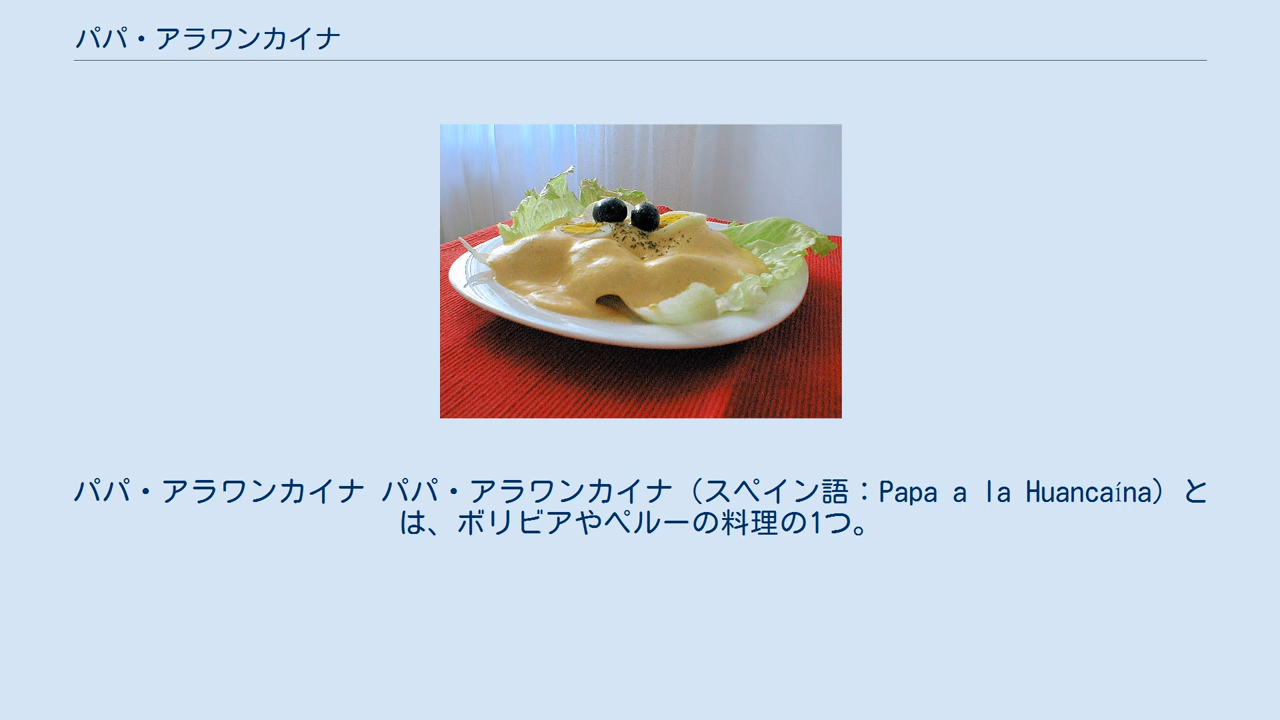 パパ・アラワンカイナ
パパ・アラワンカイナ パパ・アラワンカイナ（スペイン語：Papa a la Huancaína）と
は、ボリビアやペルーの料理の1つ。